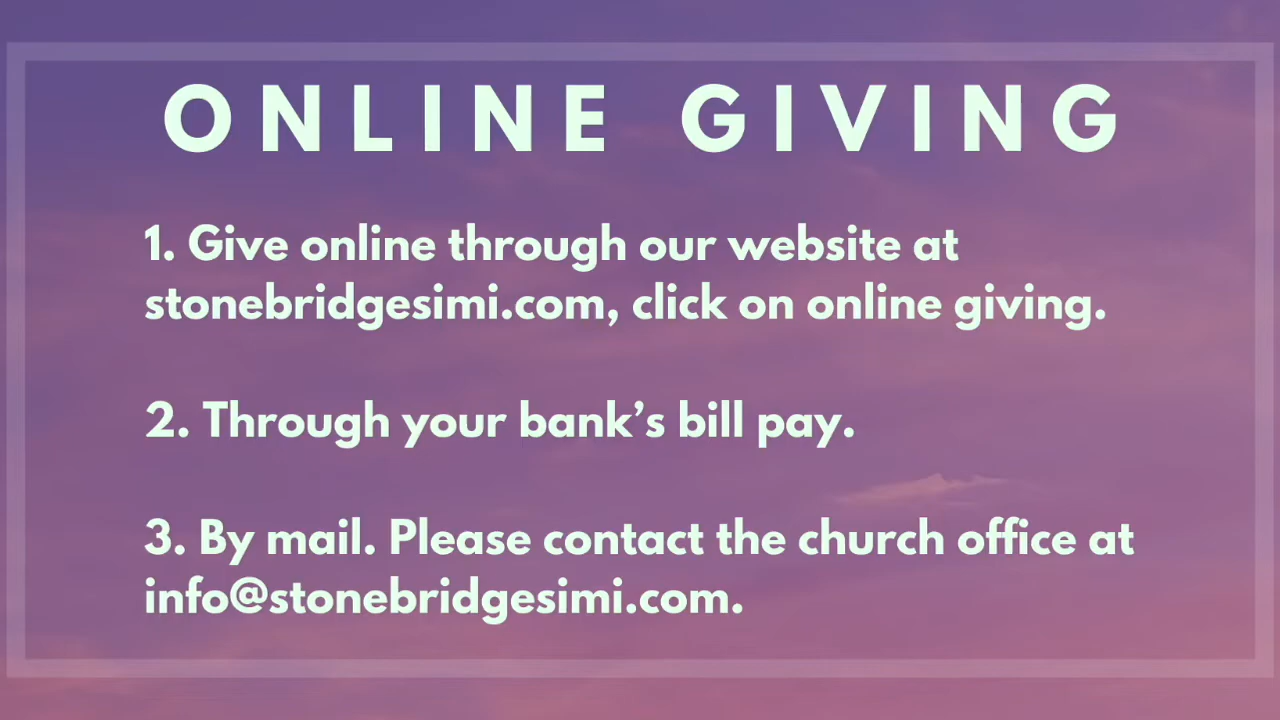 ONLINE GIVING
1. Give online through our website at
stonebridgesimi.com, click on online giving.
2. Through your bank’s bill pay.
3. By mail. Please contact the church office at
info@stonebridgesimi.com.